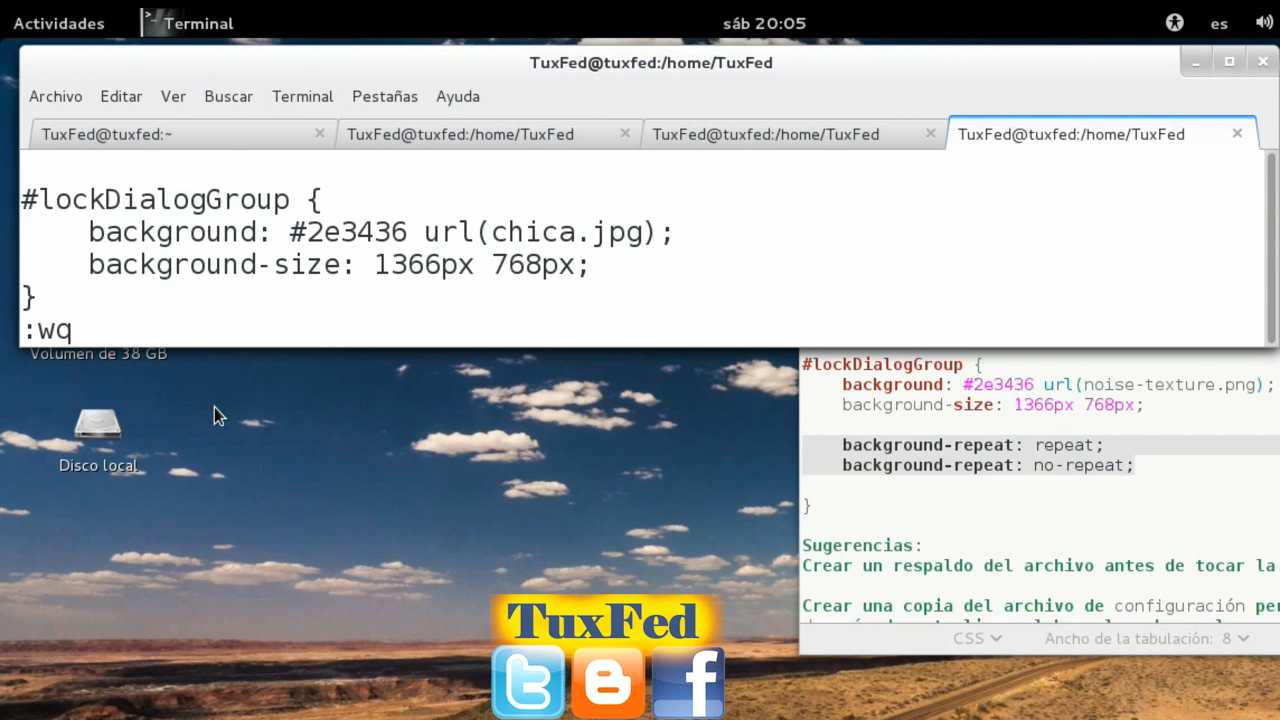 Actividades
Terminal
sáb 20:05
es
TuxFed@tuxfed:/home/TuxFed
Archivo Editar Ver Buscar Terminal Pestañas Ayuda
TuxFed@tuxfed:~
TuxFed@tuxfed:/home/TuxFed
TuxFed@tuxfed:/home/TuxFed
TuxFed@tuxfed:/home/TuxFed
#lockDialogGroup {
background: #2e3436 url(chica.jpg);
background-size: 1366px 768px;
}
:wq
Volumen de 38 GB
Disco local
#lockDialogGroup {
background: #2e3436 url(noise-texture.png);
background-size: 1366px 768px;
background-repeat: repeat;
background-repeat: no-repeat;
}
Sugerencias:
Crear un respaldo del archivo antes de tocar la
Crear una copia del archivo de configuración per
CSS
Ancho de la tabulación: 8
TuxFed